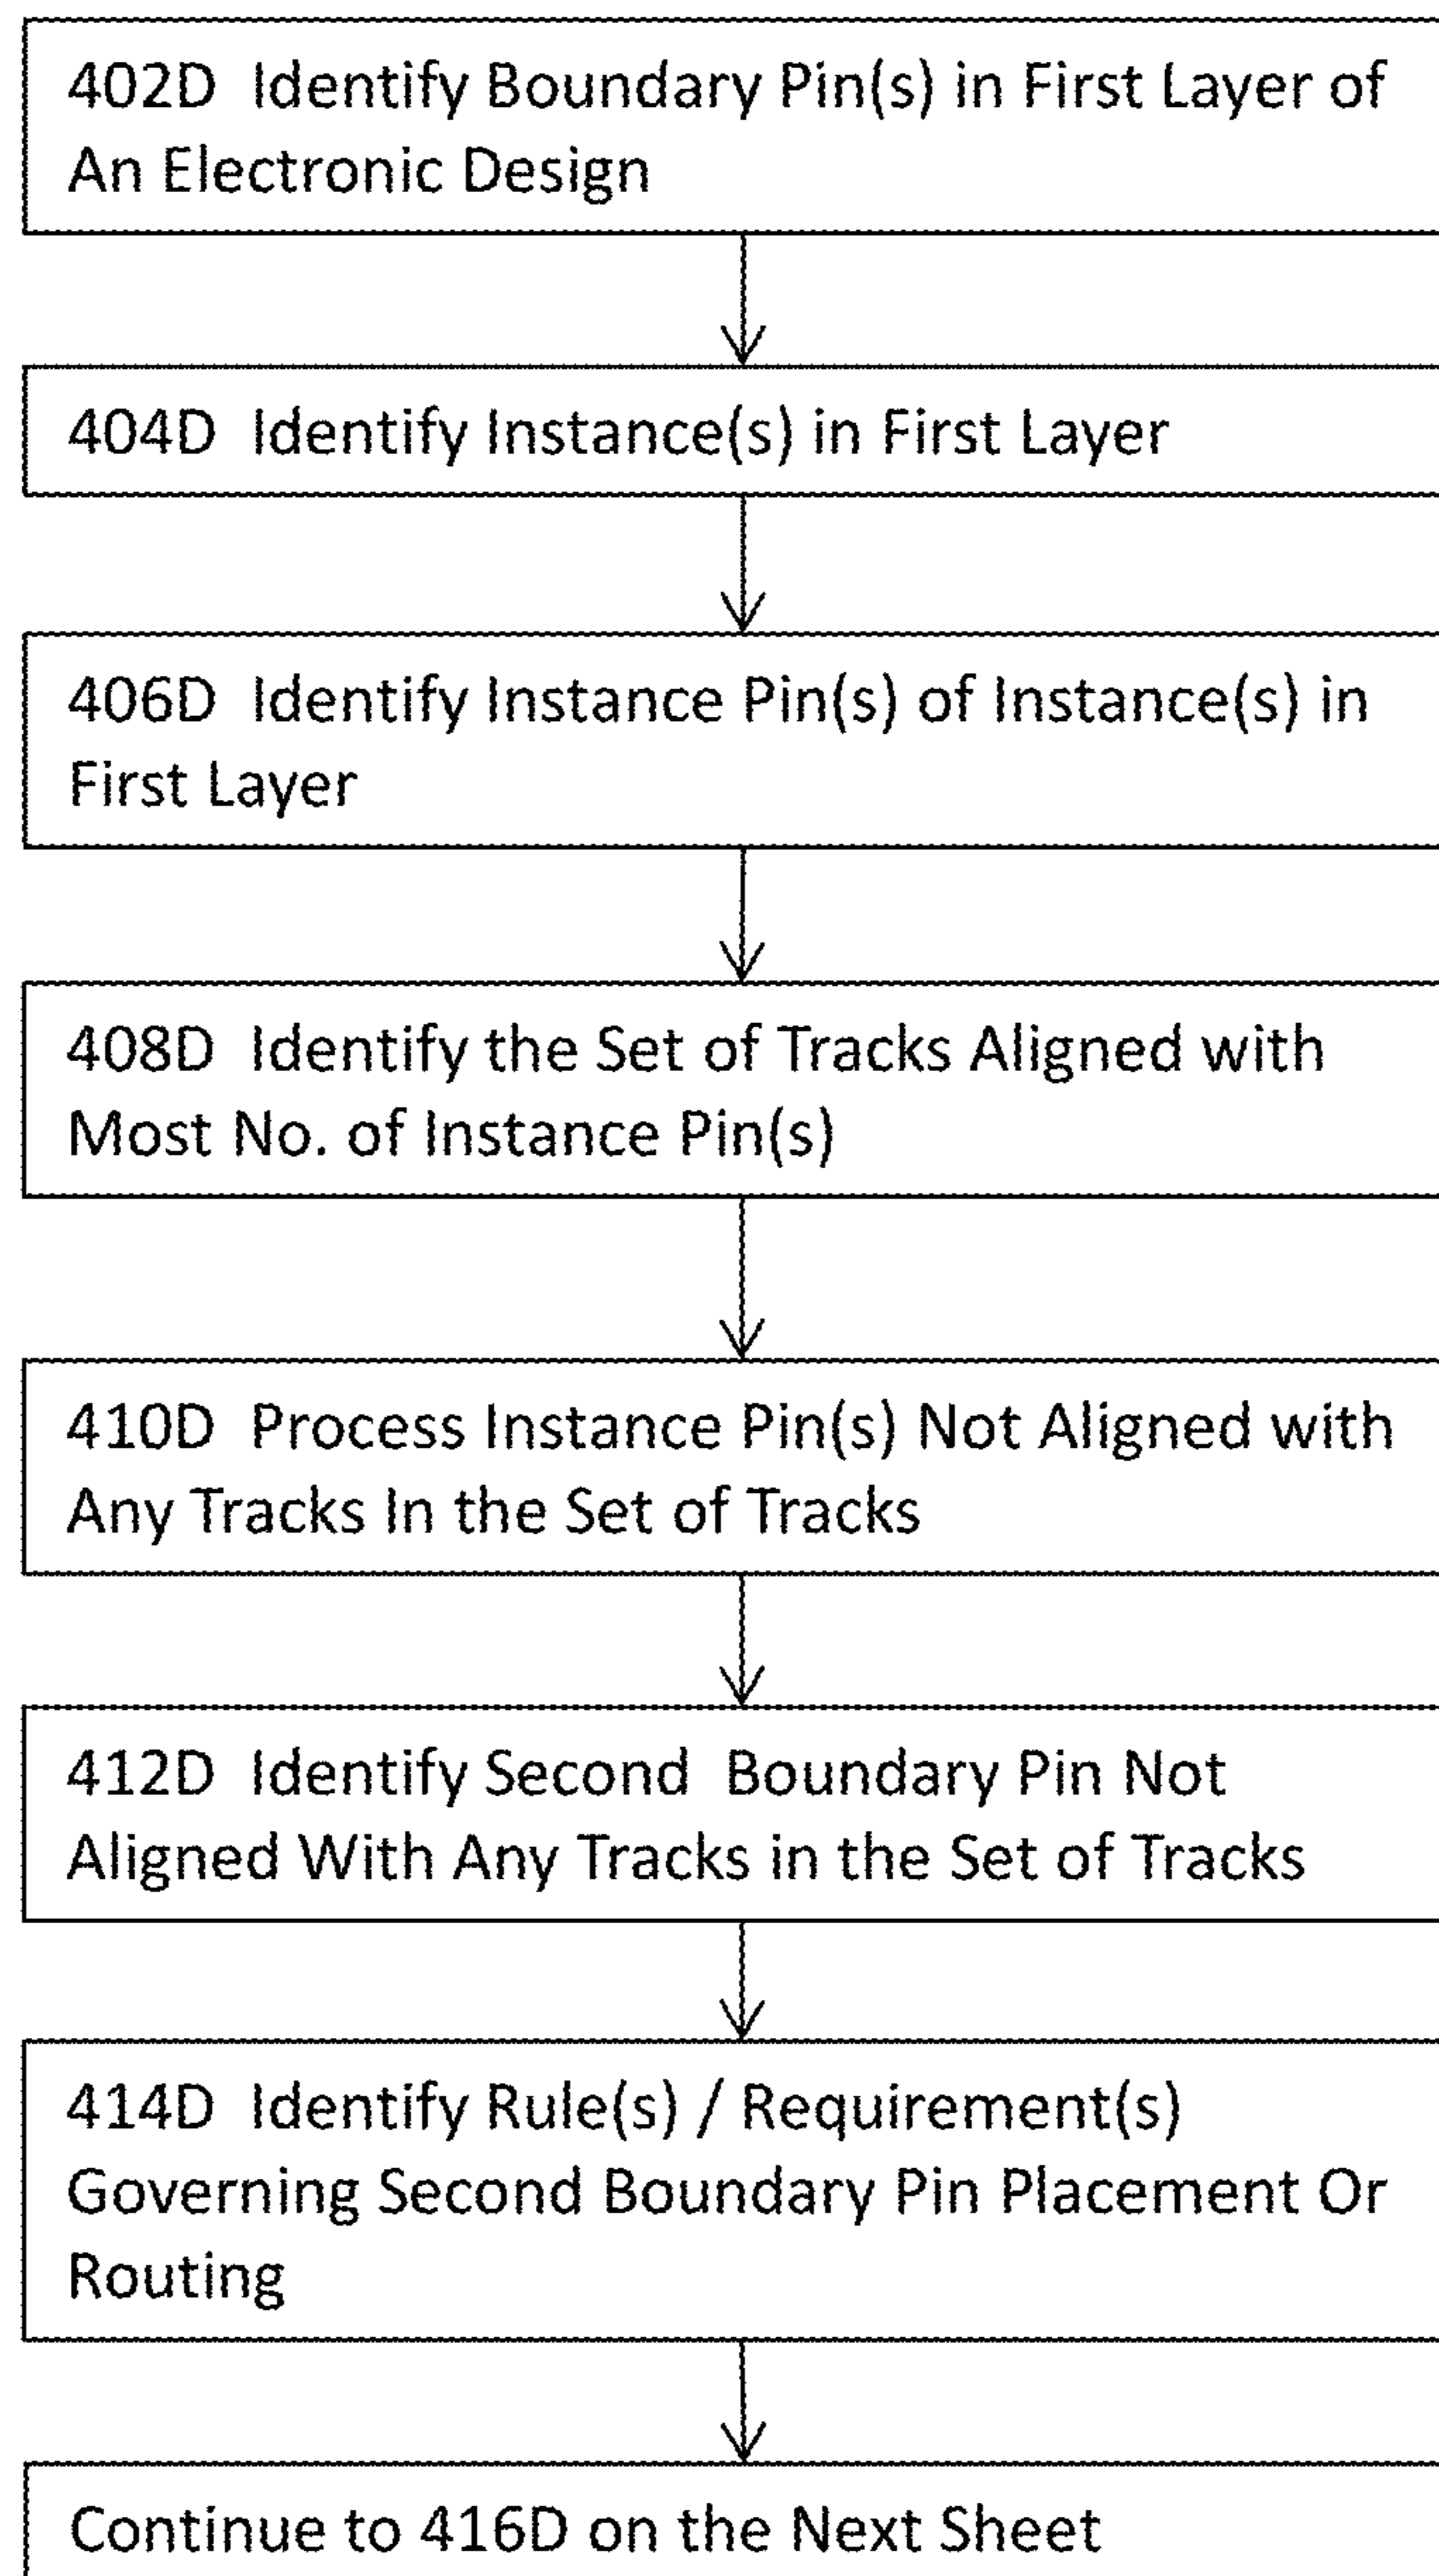 402D Identify Boundary Pin(s) in First Layer of
An Electronic Design
404D Identify Instance(s) in First Layer
406D Identify Instance Pin(s) of Instance(s) in
First Layer
408D Identify the Set of Tracks Aligned with
Most No. of Instance Pin(s)
410D Process Instance Pin(s) Not Aligned with
Any Tracks In the Set of Tracks
412D Identify Second Boundary Pin Not
Aligned With Any Tracks in the Set of Tracks
414D Identify Rule(s) / Requirement(s)
Governing Second Boundary Pin Placement Or
Routing
Continue to 416D on the Next Sheet